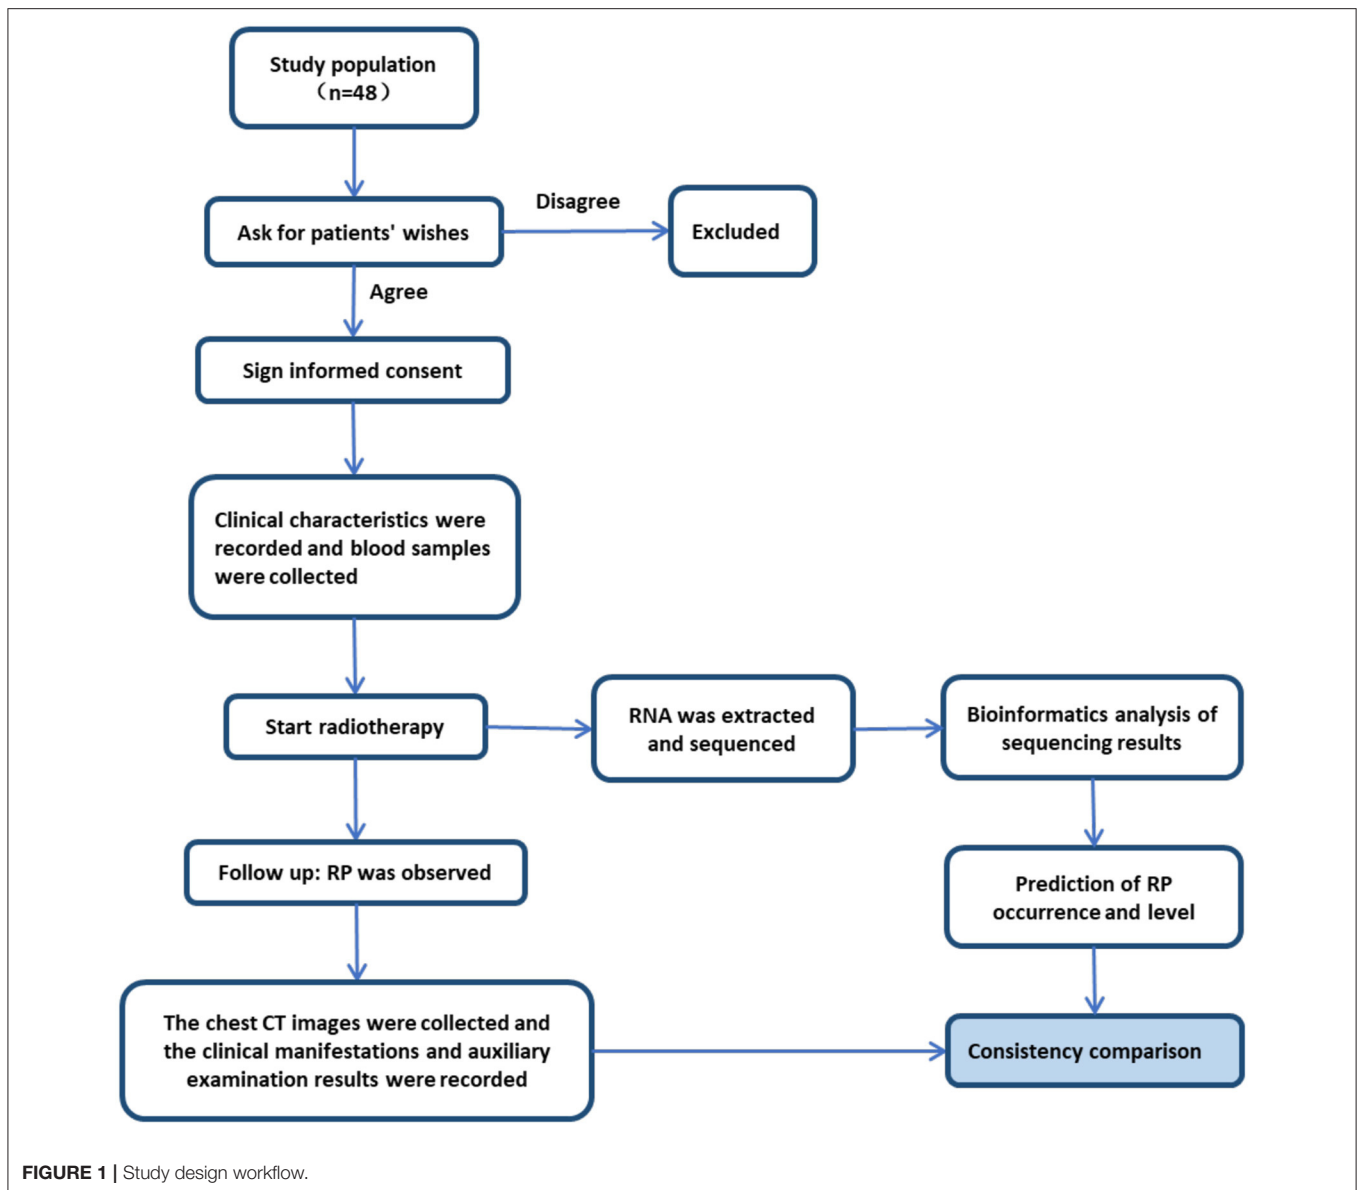 Study population
（n=48）
Ask for patients' wishes
Disagree
Excluded
Agree
Sign informed consent
Clinical characteristics were
recorded and blood samples
were collected
Start radiotherapy
RNA was extracted
and sequenced
Bioinformatics analysis of
sequencing results
Follow up: RP was observed
Prediction of RP
occurrence and level
The chest CT images were collected and
the clinical manifestations and auxiliary
examination results were recorded
Consistency comparison
FIGURE 1 | Study design workflow.